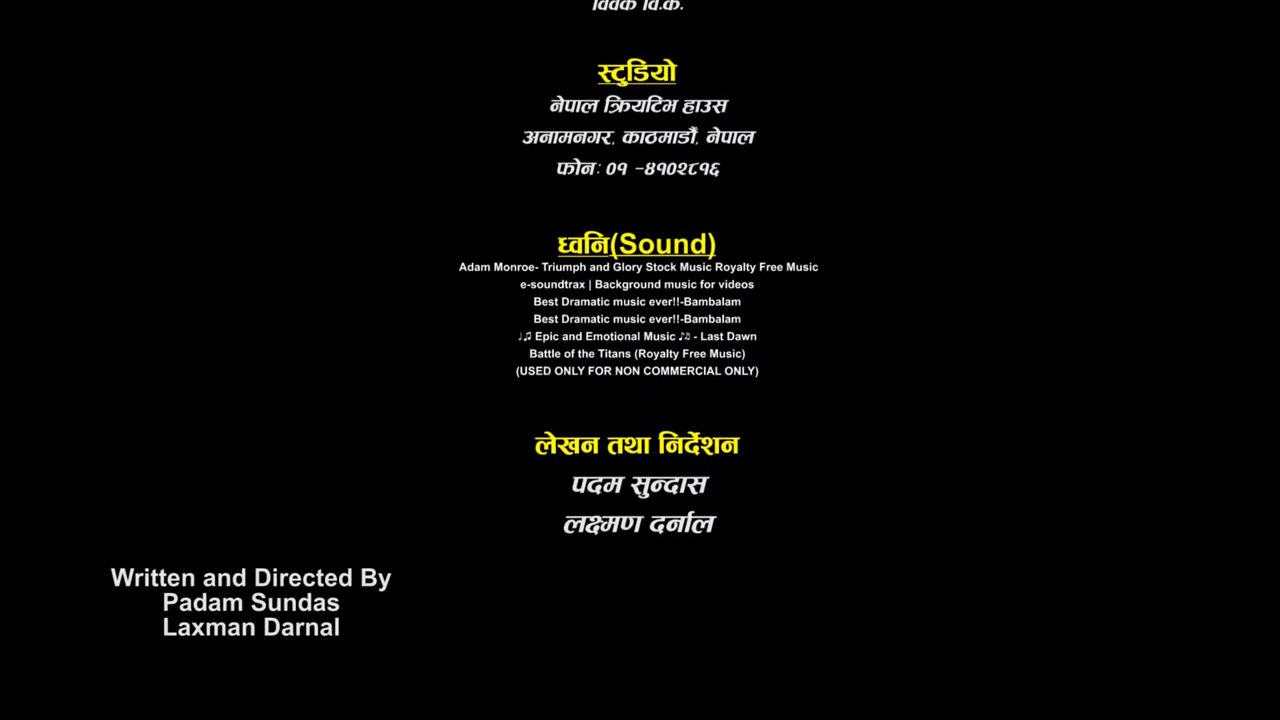 विवेक वि.क.
स्टुडियो
नेपाल क्रियटिभ हाउस
अनामनगर, काठमाडौं, नेपाल
फोनः ०१ -४१०२८१६
ध्वनि(Sound)
Adam Monroe- Triumph and Glory Stock Music Royalty Free Music
e-soundtrax | Background music for videos
Best Dramatic music ever!!-Bambalam
Best Dramatic music ever!!-Bambalam
♩♫ Epic and Emotional Music ♪♬ - Last Dawn
Battle of the Titans (Royalty Free Music)
(USED ONLY FOR NON COMMERCIAL ONLY)
लेखन तथा निर्देशन
पदम सुन्दास
लक्ष्मण दर्नाल
Written and Directed By
Padam Sundas
Laxman Darnal